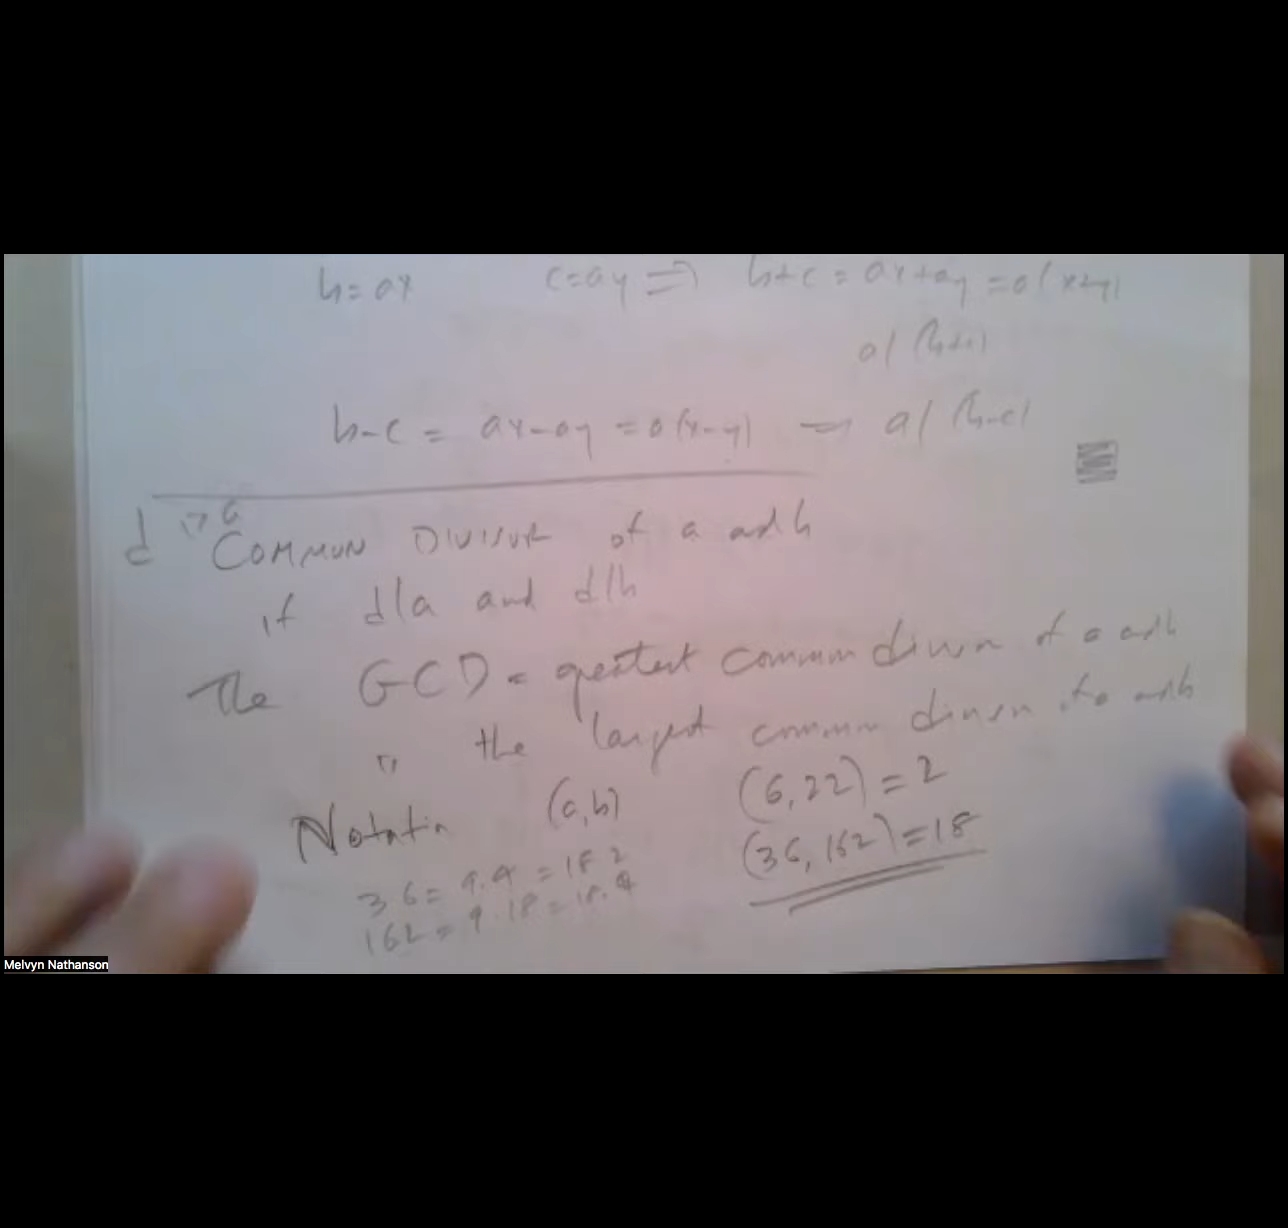 b=ax c=ay ⇒ b+c = ax+ay = a(x+y)
a|(b+c)
b-c = ax-ay = a(x-y) ⇒ a|(b-c)
d is a COMMON DIVISOR of a and b
if d|a and d|b
The GCD = greatest common divisor of a and b
is the largest common divisor of a and b
Notation (a,b) (6,22)=2
(36,162)=18
36 = 9.4 = 18 2
162 = 9.18 = 18.9
Melvyn Nathanson